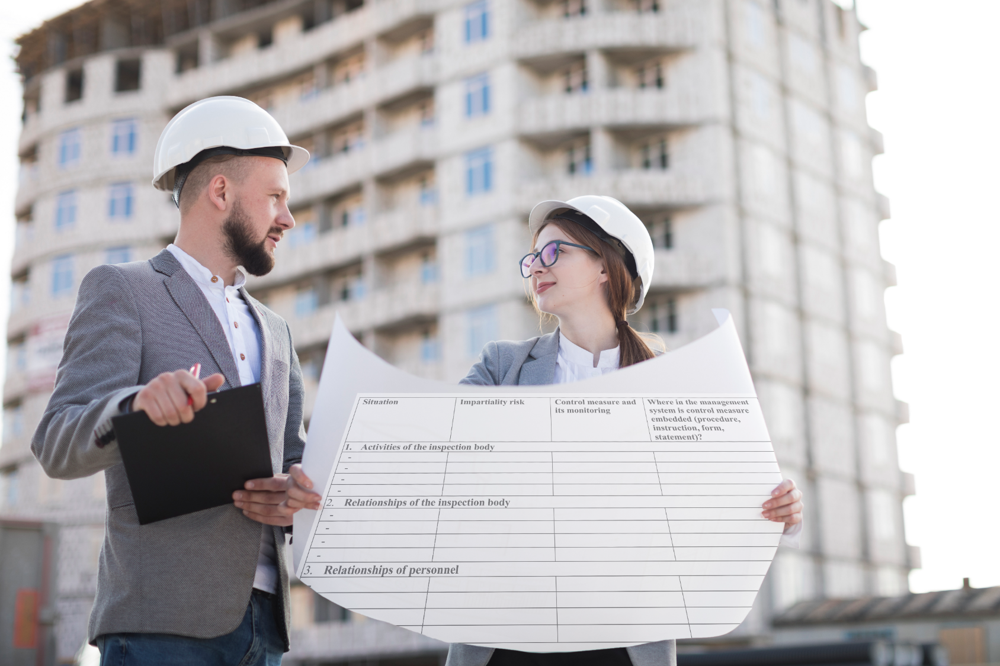 Situation
Impartiality risk
Control measure and
its monitoring
Where in the management
system is control measure
embedded (procedure,
instruction, form,
statement)?
1. Activities of the inspection body
-
-
-
-
2. Relationships of the inspection body
-
-
-
-
3. Relationships of personnel
-